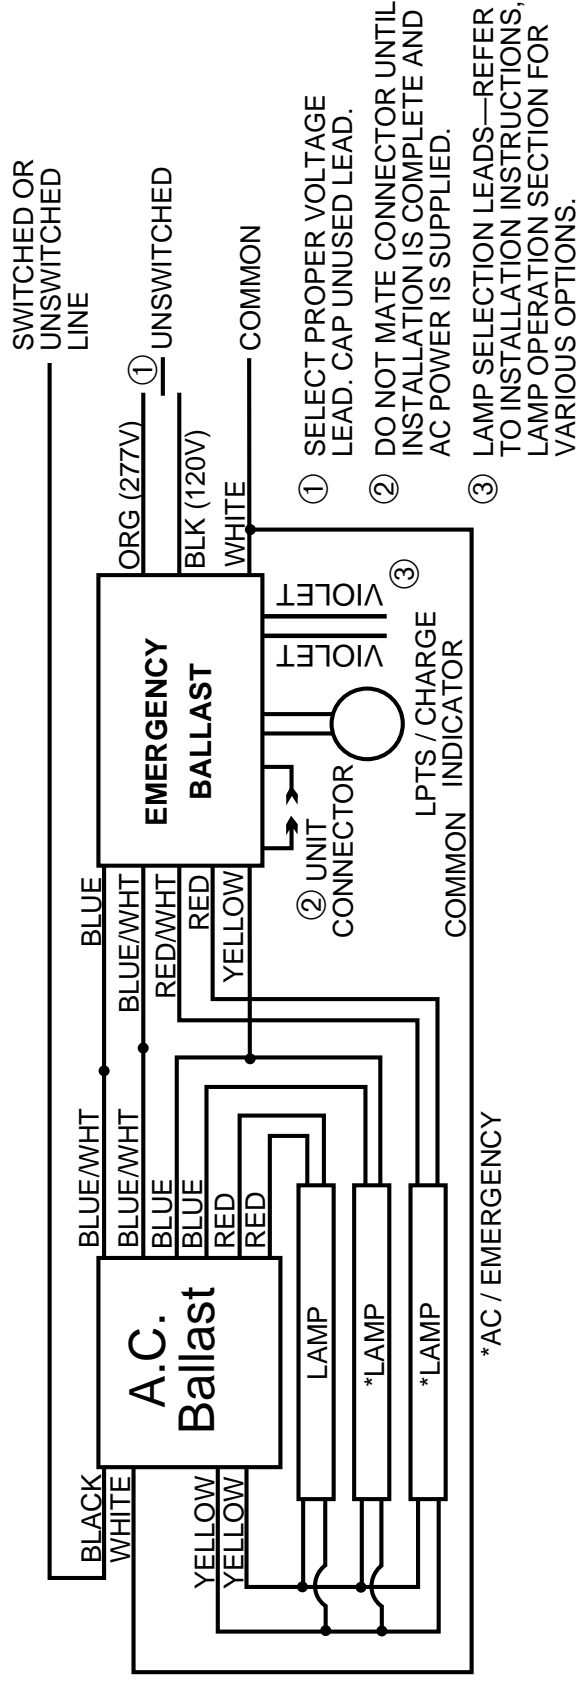 SWITCHED OR
UNSWITCHED
LINE
ORG (277V)
① UNSWITCHED
BLK (120V)
WHITE
COMMON
EMERGENCY
BALLAST
BLUE
BLUE/WHT
RED/WHT
RED
YELLOW
VIOLET
VIOLET
③
② UNIT
CONNECTOR
LPTS / CHARGE
INDICATOR
COMMON
BLUE/WHT
BLUE/WHT
BLUE
BLUE
RED
RED
A.C.
Ballast
BLACK
WHITE
YELLOW
YELLOW
LAMP
*LAMP
*LAMP
*AC / EMERGENCY
① SELECT PROPER VOLTAGE
LEAD. CAP UNUSED LEAD.
② DO NOT MATE CONNECTOR UNTIL
INSTALLATION IS COMPLETE AND
AC POWER IS SUPPLIED.
③ LAMP SELECTION LEADS—REFER
TO INSTALLATION INSTRUCTIONS,
LAMP OPERATION SECTION FOR
VARIOUS OPTIONS.